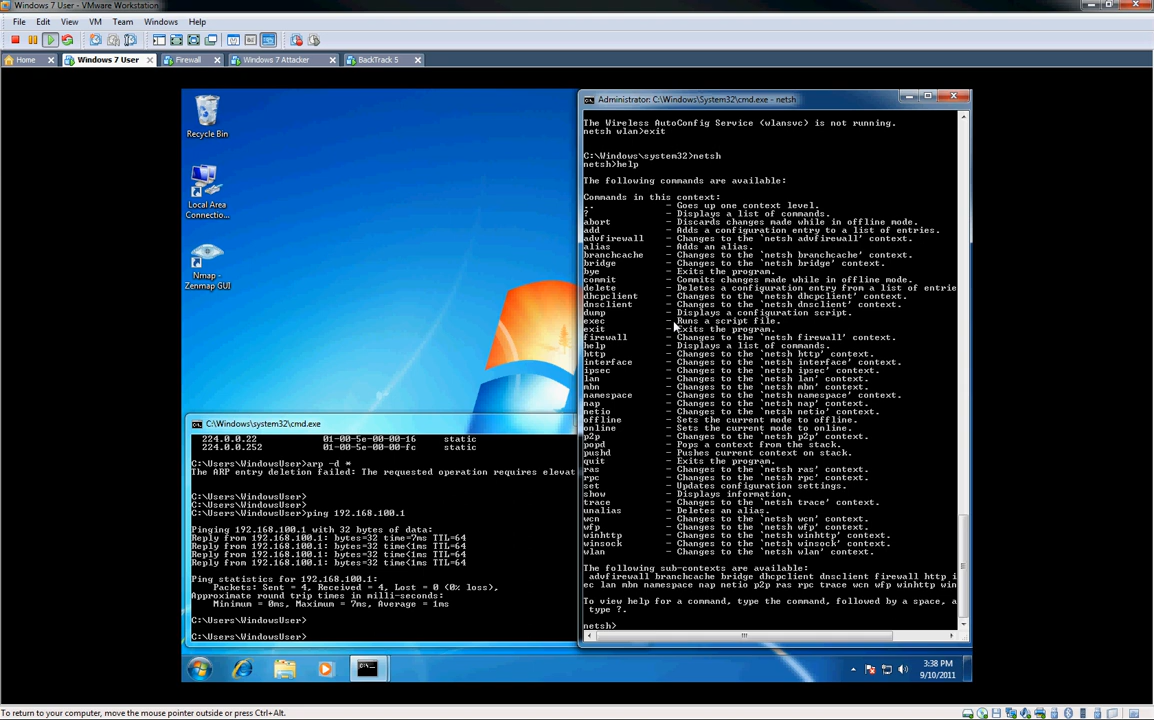 Windows 7 User - VMware Workstation
File Edit View VM Team Windows Help
Home Windows 7 User Firewall Windows 7 Attacker BackTrack 5
Recycle Bin
Local Area
Connectio...
Nmap -
Zenmap GUI
Administrator: C:\Windows\System32\cmd.exe - netsh
The Wireless AutoConfig Service (wlansvc) is not running.
netsh wlan>exit
C:\Windows\system32>netsh
netsh>help
The following commands are available:
Commands in this context:
.. - Goes up one context level.
? - Displays a list of commands.
abort - Discards changes made while in offline mode.
add - Adds a configuration entry to a list of entries.
advfirewall - Changes to the `netsh advfirewall' context.
alias - Adds an alias.
branchcache - Changes to the `netsh branchcache' context.
bridge - Changes to the `netsh bridge' context.
bye - Exits the program.
commit - Commits changes made while in offline mode.
delete - Deletes a configuration entry from a list of entrie
dhcpclient - Changes to the `netsh dhcpclient' context.
dnsclient - Changes to the `netsh dnsclient' context.
dump - Displays a configuration script.
exec - Runs a script file.
exit - Exits the program.
firewall - Changes to the `netsh firewall' context.
help - Displays a list of commands.
http - Changes to the `netsh http' context.
interface - Changes to the `netsh interface' context.
ipsec - Changes to the `netsh ipsec' context.
lan - Changes to the `netsh lan' context.
mbn - Changes to the `netsh mbn' context.
namespace - Changes to the `netsh namespace' context.
nap - Changes to the `netsh nap' context.
netio - Changes to the `netsh netio' context.
offline - Sets the current mode to offline.
online - Sets the current mode to online.
p2p - Changes to the `netsh p2p' context.
popd - Pops a context from the stack.
pushd - Pushes current context on stack.
quit - Exits the program.
ras - Changes to the `netsh ras' context.
rpc - Changes to the `netsh rpc' context.
set - Updates configuration settings.
show - Displays information.
trace - Changes to the `netsh trace' context.
unalias - Deletes an alias.
wcn - Changes to the `netsh wcn' context.
wfp - Changes to the `netsh wfp' context.
winhttp - Changes to the `netsh winhttp' context.
winsock - Changes to the `netsh winsock' context.
wlan - Changes to the `netsh wlan' context.
The following sub-contexts are available:
advfirewall branchcache bridge dhcpclient dnsclient firewall http i
ec lan mbn namespace nap netio p2p ras rpc trace wcn wfp winhttp win
To view help for a command, type the command, followed by a space, a
type ?.
netsh>
C:\Windows\system32\cmd.exe
224.0.0.22 01-00-5e-00-00-16 static
224.0.0.252 01-00-5e-00-00-fc static
C:\Users\WindowsUser>arp -d *
The ARP entry deletion failed: The requested operation requires elevat
C:\Users\WindowsUser>
C:\Users\WindowsUser>
C:\Users\WindowsUser>ping 192.168.100.1
Pinging 192.168.100.1 with 32 bytes of data:
Reply from 192.168.100.1: bytes=32 time=7ms TTL=64
Reply from 192.168.100.1: bytes=32 time<1ms TTL=64
Reply from 192.168.100.1: bytes=32 time<1ms TTL=64
Reply from 192.168.100.1: bytes=32 time<1ms TTL=64
Ping statistics for 192.168.100.1:
Packets: Sent = 4, Received = 4, Lost = 0 (0% loss),
Approximate round trip times in milli-seconds:
Minimum = 0ms, Maximum = 7ms, Average = 1ms
C:\Users\WindowsUser>
C:\Users\WindowsUser>
3:38 PM
9/10/2011
To return to your computer, move the mouse pointer outside or press Ctrl+Alt.